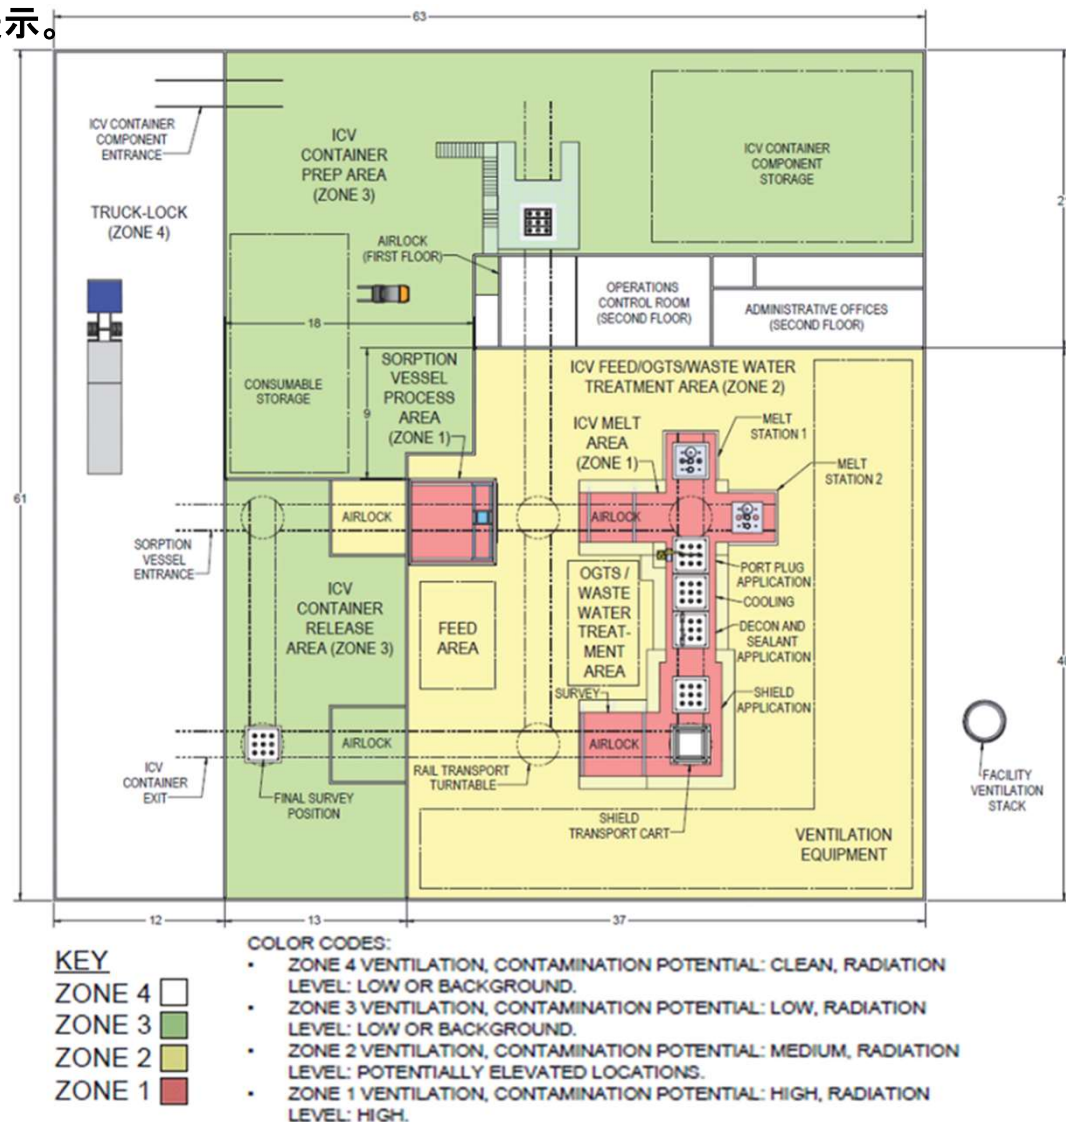 示。
63
ICV CONTAINER
COMPONENT
ENTRANCE
ICV
CONTAINER
PREP AREA
(ZONE 3)
ICV CONTAINER
COMPONENT
STORAGE
TRUCK-LOCK
(ZONE 4)
AIRLOCK
(FIRST FLOOR)
OPERATIONS
CONTROL ROOM
(SECOND FLOOR)
ADMINISTRATIVE OFFICES
(SECOND FLOOR)
18
CONSUMABLE
STORAGE
9
SORPTION
VESSEL
PROCESS
AREA
(ZONE 1)
ICV FEED/OGTS/WASTE WATER
TREATMENT AREA (ZONE 2)
ICV MELT
AREA
(ZONE 1)
MELT
STATION 1
MELT
STATION 2
61
AIRLOCK
AIRLOCK
SORPTION
VESSEL
ENTRANCE
ICV
CONTAINER
RELEASE
AREA (ZONE 3)
FEED
AREA
OGTS /
WASTE
WATER
TREAT-
MENT
AREA
PORT PLUG
APPLICATION
COOLING
DECON AND
SEALANT
APPLICATION
SURVEY
SHIELD
APPLICATION
AIRLOCK
AIRLOCK
ICV
CONTAINER
EXIT
FINAL SURVEY
POSITION
RAIL TRANSPORT
TURNTABLE
SHIELD
TRANSPORT CART
VENTILATION
EQUIPMENT
FACILITY
VENTILATION
STACK
12
13
37
KEY
ZONE 4
ZONE 3
ZONE 2
ZONE 1
COLOR CODES:
• ZONE 4 VENTILATION, CONTAMINATION POTENTIAL: CLEAN, RADIATION
LEVEL: LOW OR BACKGROUND.
• ZONE 3 VENTILATION, CONTAMINATION POTENTIAL: LOW, RADIATION
LEVEL: LOW OR BACKGROUND.
• ZONE 2 VENTILATION, CONTAMINATION POTENTIAL: MEDIUM, RADIATION
LEVEL: POTENTIALLY ELEVATED LOCATIONS.
• ZONE 1 VENTILATION, CONTAMINATION POTENTIAL: HIGH, RADIATION
LEVEL: HIGH.